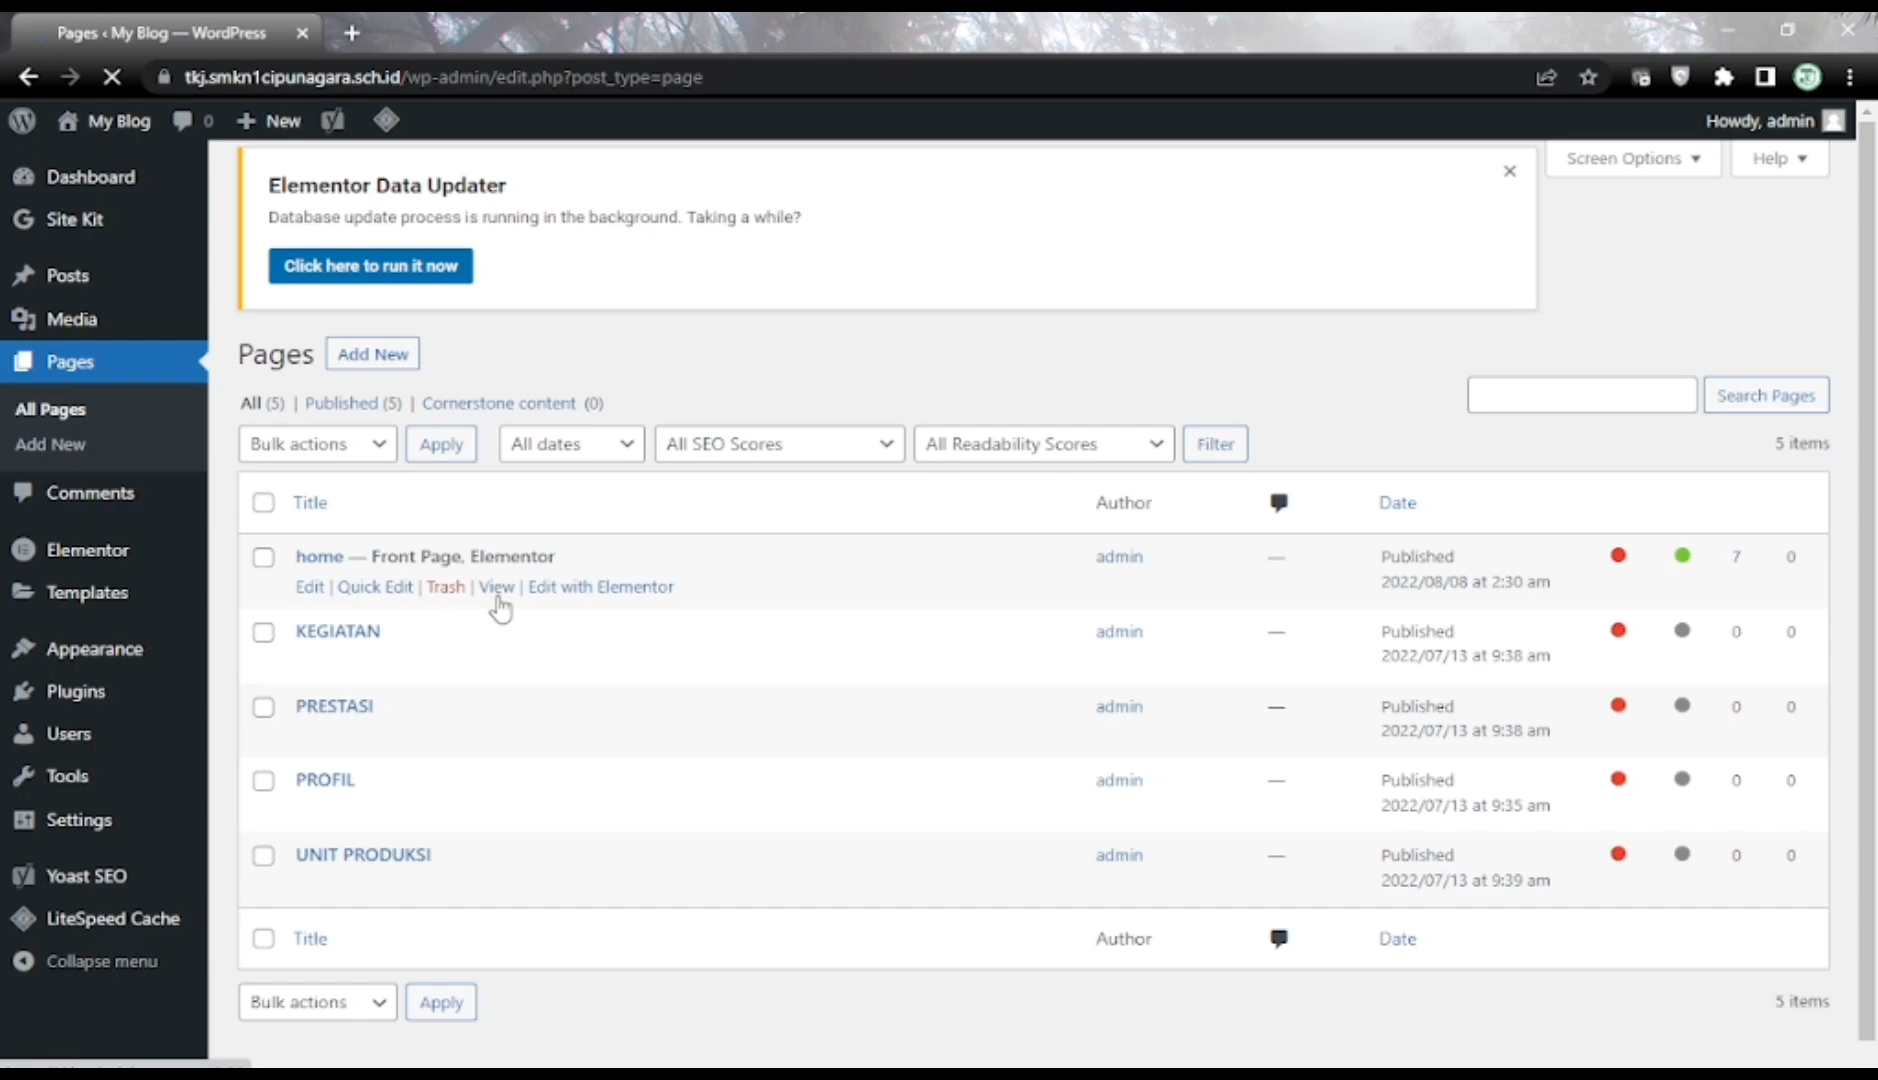 Pages ‹ My Blog — WordPress
tkj.smkn1cipunagara.sch.id/wp-admin/edit.php?post_type=page
My Blog 0 New Howdy, admin
Screen Options Help
Dashboard
Site Kit
Posts
Media
Pages
All Pages
Add New
Comments
Elementor
Templates
Appearance
Plugins
Users
Tools
Settings
Yoast SEO
LiteSpeed Cache
Collapse menu
Elementor Data Updater
Database update process is running in the background. Taking a while?
Click here to run it now
Pages Add New
All (5) | Published (5) | Cornerstone content (0)
Search Pages
Bulk actions Apply All dates All SEO Scores All Readability Scores Filter 5 items
Title Author Date
home — Front Page, Elementor admin — Published 7 0
Edit | Quick Edit | Trash | View | Edit with Elementor 2022/08/08 at 2:30 am
KEGIATAN admin — Published 0 0
2022/07/13 at 9:38 am
PRESTASI admin — Published 0 0
2022/07/13 at 9:38 am
PROFIL admin — Published 0 0
2022/07/13 at 9:35 am
UNIT PRODUKSI admin — Published 0 0
2022/07/13 at 9:39 am
Title Author Date
Bulk actions Apply 5 items